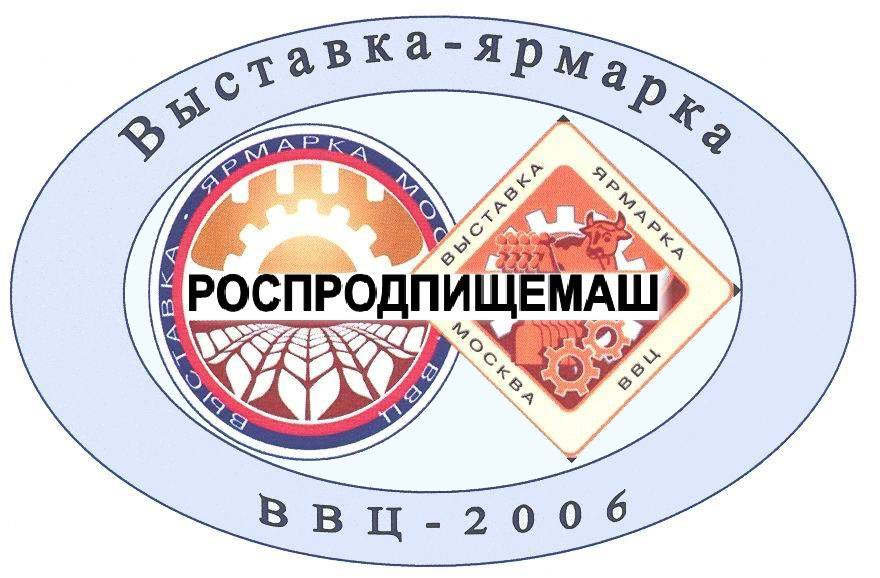 Выставка-ярмарка
ВЫСТАВКА · ЯРМАРКА МОС
ВВЦ
ВЫСТАВКА
ЯРМАРКА
РОСПРОДПИЩЕМАШ
МОСКВА
ВВЦ
ВВЦ-2006